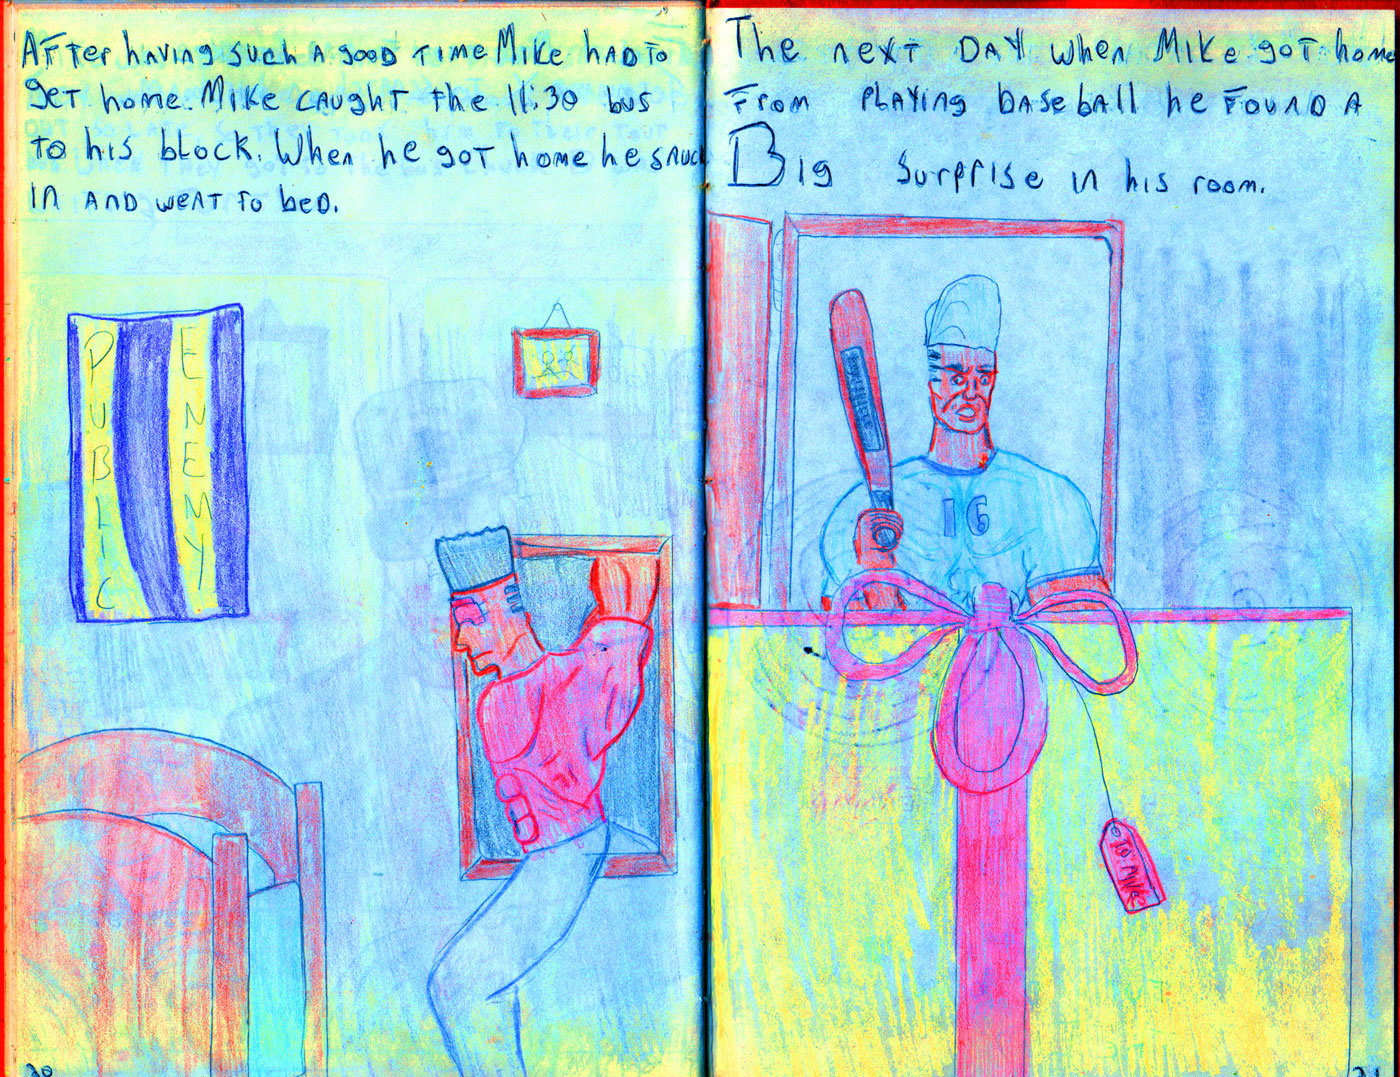 After having such a good time Mike had to
get home. Mike caught the 11:30 bus
to his block. When he got home he snuck
in and went to bed.
PUBLIC
ENEMY
20
The next day when Mike got home
from playing baseball he found a
Big surprise in his room.
16
To Mike
21